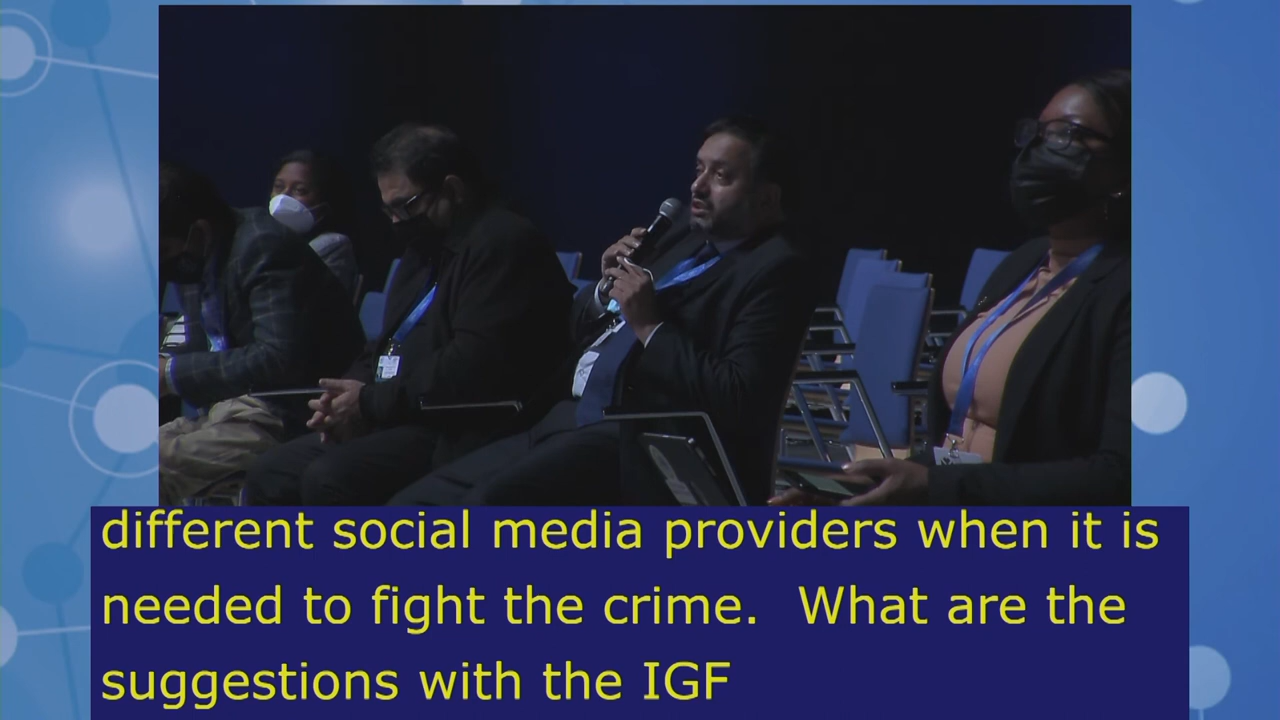 different social media providers when it is
needed to fight the crime.  What are the
suggestions with the IGF